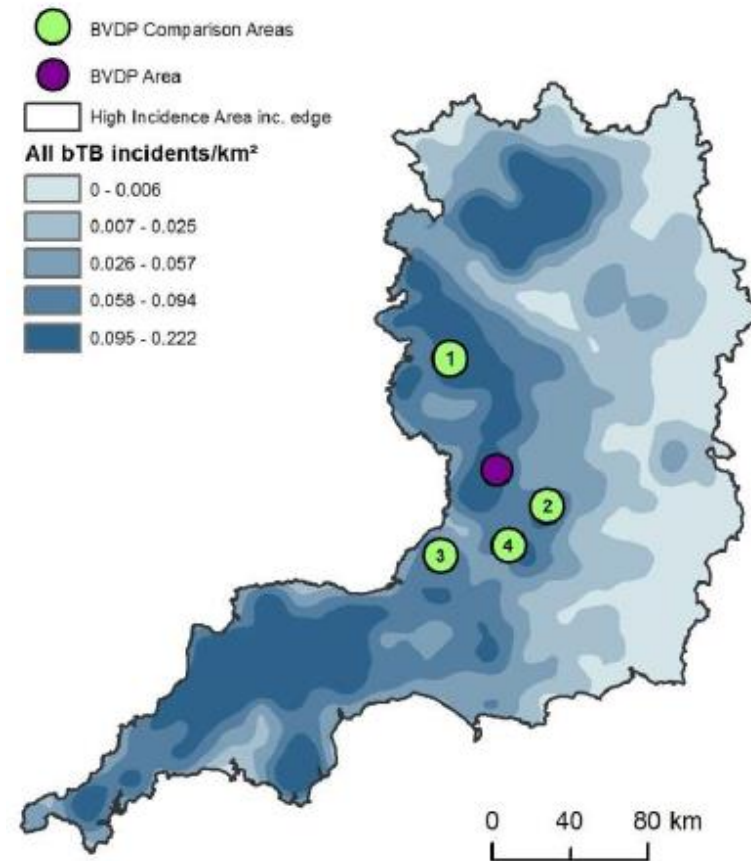 BVDP Comparison Areas
BVDP Area
High Incidence Area inc. edge
All bTB incidents/km²
0 - 0.006
0.007 - 0.025
0.026 - 0.057
0.058 - 0.094
0.095 - 0.222
1
2
4
3
0 40 80 km